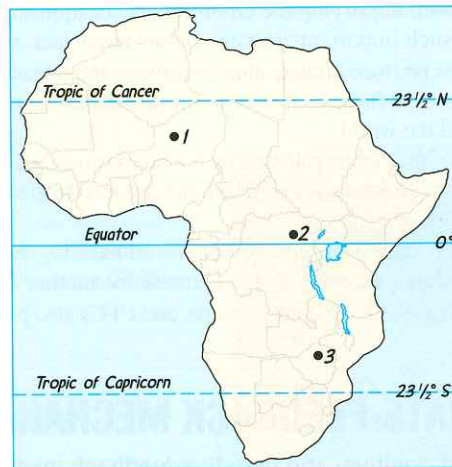 Tropic of Cancer 23 1/2° N
1
2
Equator 0°
3
Tropic of Capricorn 23 1/2° S